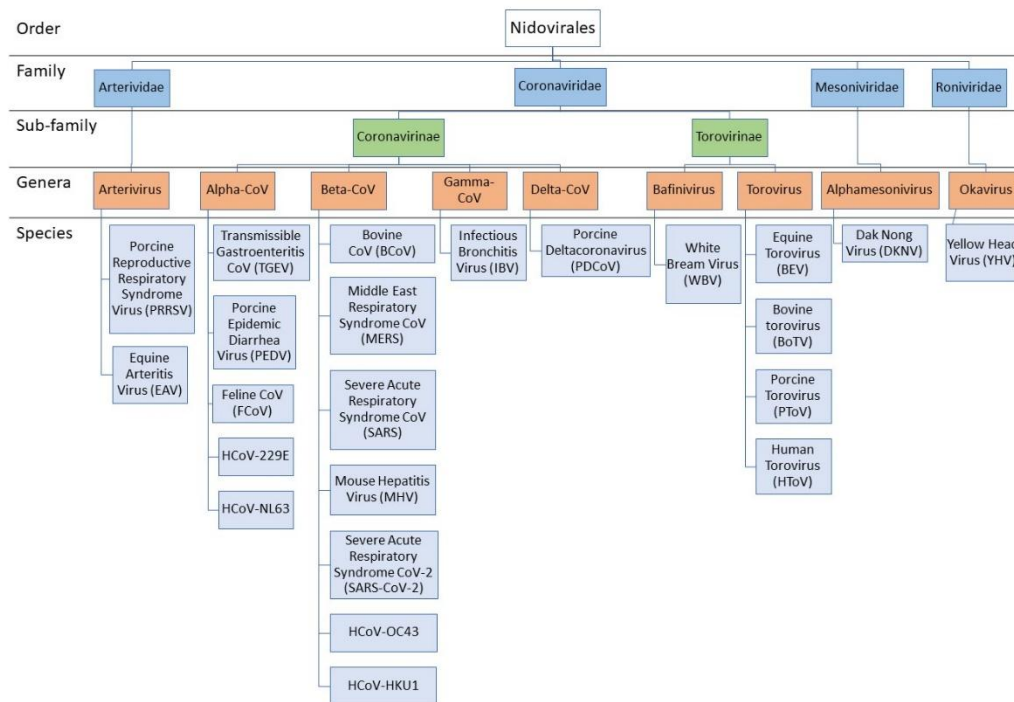 Order
Nidovirales
Family
Arterividae
Coronaviridae
Mesoniviridae
Roniviridae
Sub-family
Coronavirinae
Torovirinae
Genera
Arterivirus
Alpha-CoV
Beta-CoV
Gamma-
CoV
Delta-CoV
Bafinivirus
Torovirus
Alphamesonivirus
Okavirus
Species
Porcine
Reproductive
Respiratory
Syndrome
Virus (PRRSV)
Equine
Arteritis
Virus (EAV)
Transmissible
Gastroenteritis
CoV (TGEV)
Porcine
Epidemic
Diarrhea
Virus (PEDV)
Feline CoV
(FCoV)
HCoV-229E
HCoV-NL63
Bovine
CoV (BCoV)
Middle East
Respiratory
Syndrome CoV
(MERS)
Severe Acute
Respiratory
Syndrome CoV
(SARS)
Mouse Hepatitis
Virus (MHV)
Severe Acute
Respiratory
Syndrome CoV-2
(SARS-CoV-2)
HCoV-OC43
HCoV-HKU1
Infectious
Bronchitis
Virus (IBV)
Porcine
Deltacoronavirus
(PDCoV)
White
Bream Virus
(WBV)
Equine
Torovirus
(BEV)
Bovine
torovirus
(BoTV)
Porcine
Torovirus
(PToV)
Human
Torovirus
(HToV)
Dak Nong
Virus (DKNV)
Yellow Head
Virus (YHV)